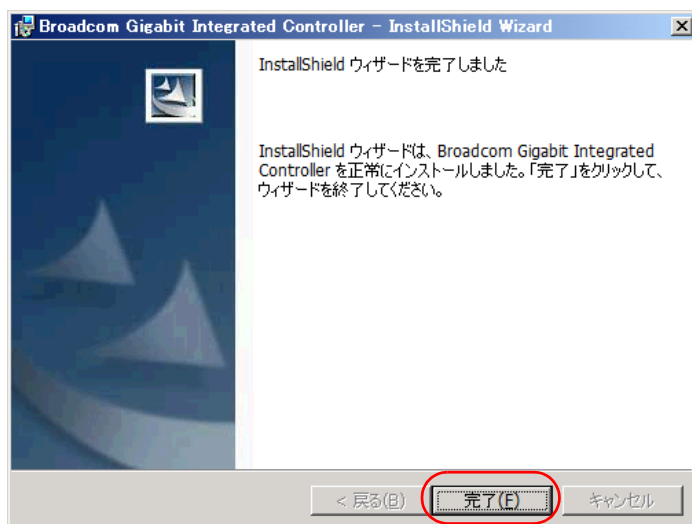 Broadcom Gigabit Integrated Controller - InstallShield Wizard
InstallShield ウィザードを完了しました
InstallShield ウィザードは、Broadcom Gigabit Integrated
Controller を正常にインストールしました。「完了」をクリックして、
ウィザードを終了してください。
< 戻る(B)
完了(F)
キャンセル